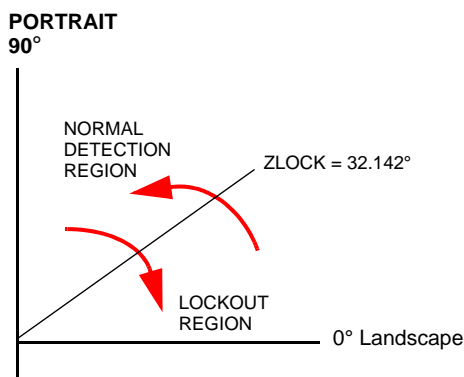 PORTRAIT
90°
NORMAL
DETECTION
REGION
ZLOCK = 32.142°
LOCKOUT
REGION
0° Landscape